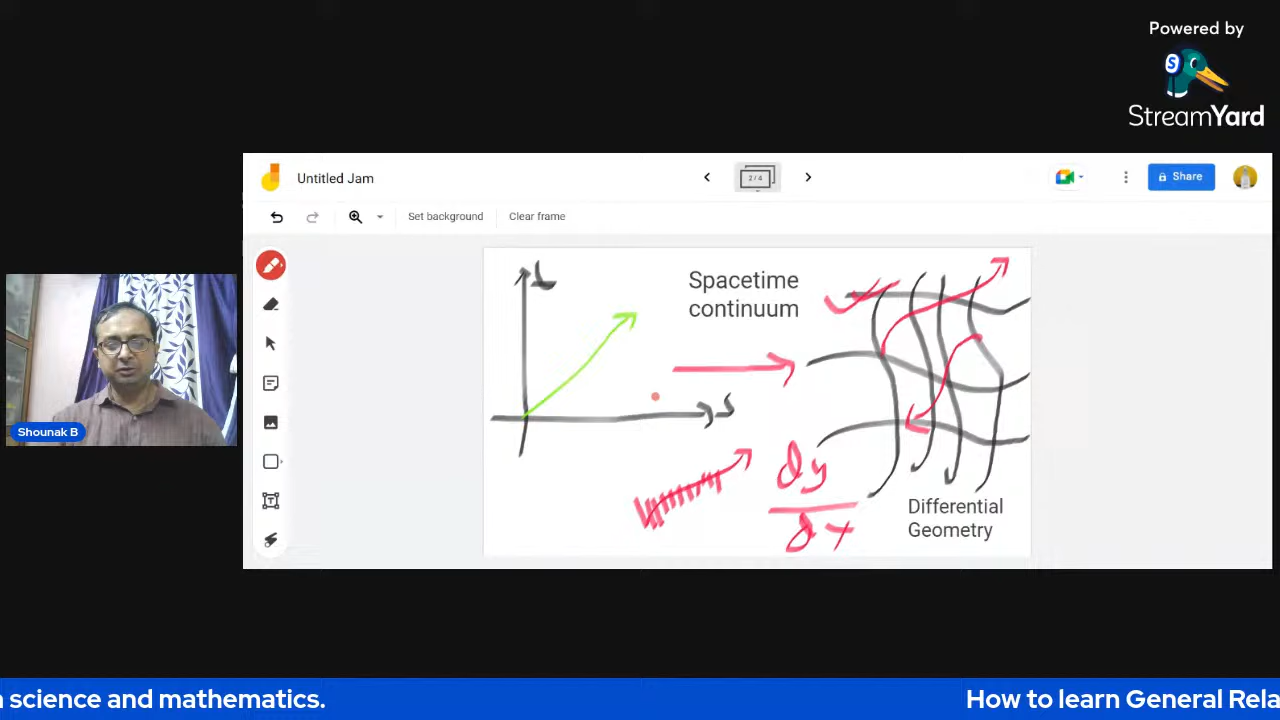 Powered by
StreamYard
Untitled Jam
2 / 4
Share
Set background
Clear frame
t
Spacetime
continuum
s
dy
dx
Differential
Geometry
Shounak B
science and mathematics.
How to learn General Rela